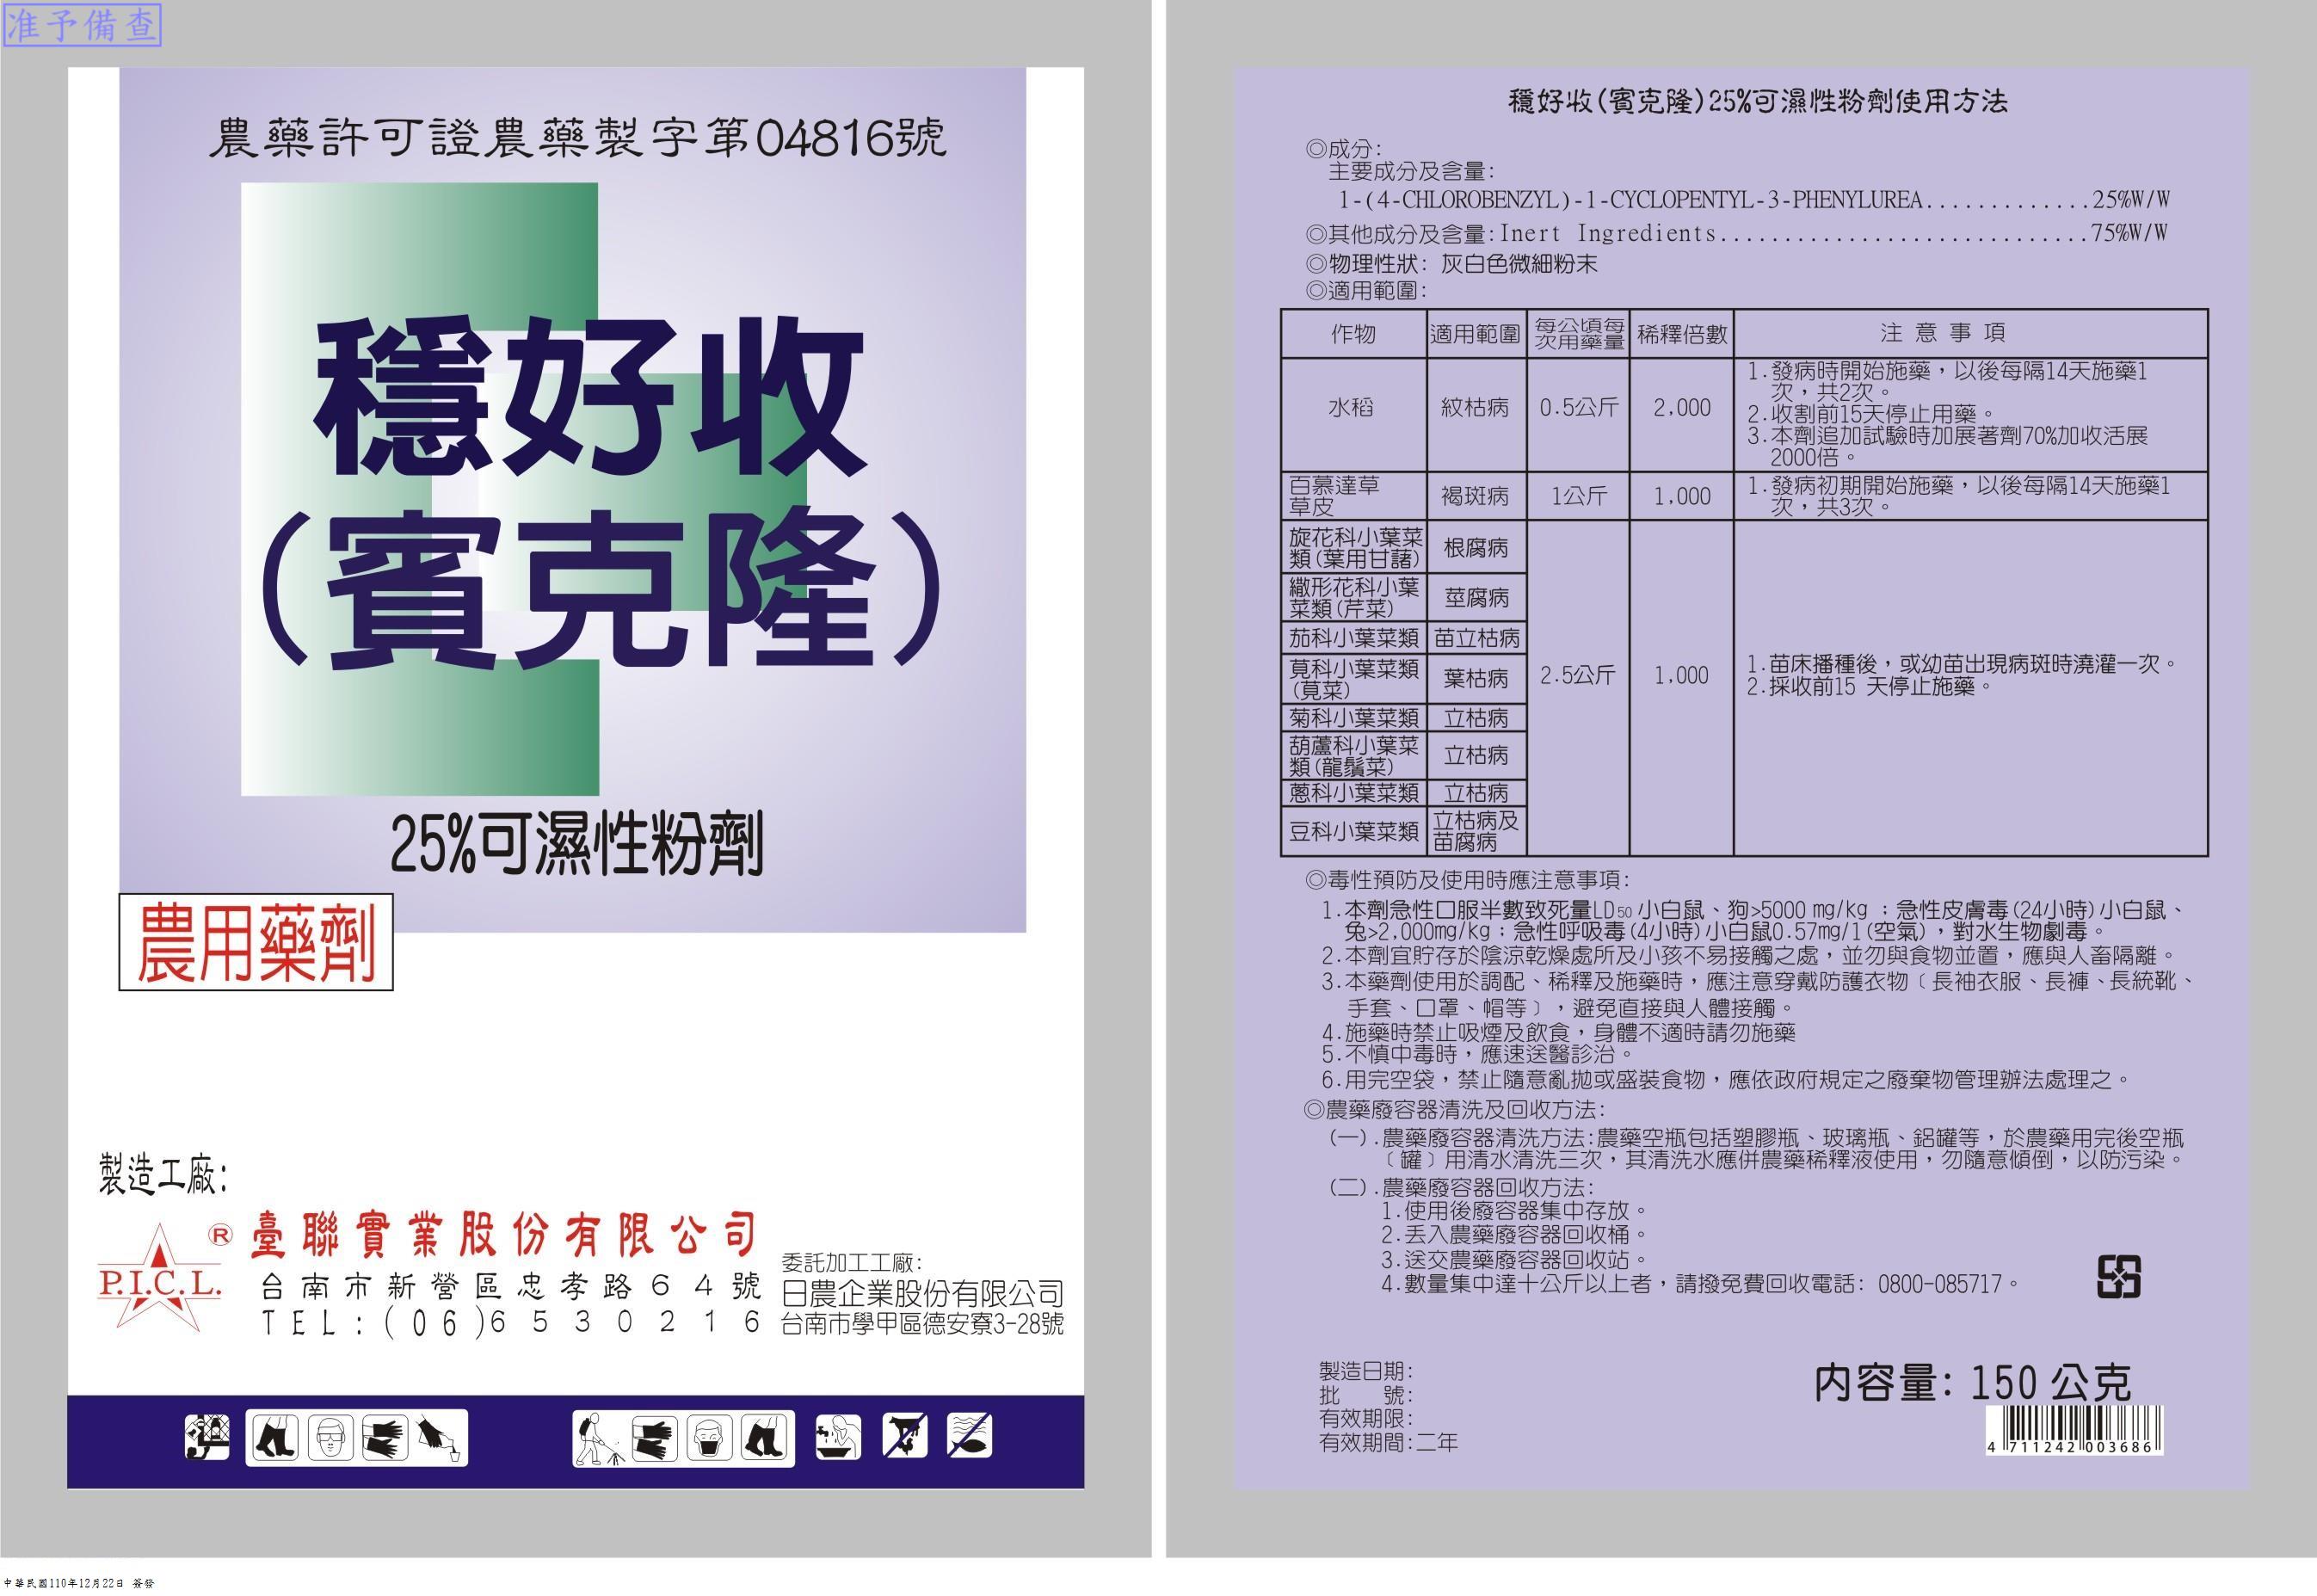 准予備查
農藥許可證農藥製字第04816號
穩好收
(賓克隆)
25%可濕性粉劑
農用藥劑
製造工廠:
P.I.C.L.
®
臺聯實業股份有限公司
台南市新營區忠孝路64號
TEL:(06)6530216
委託加工工廠:
日農企業股份有限公司
台南市學甲區德安寮3-28號
穩好收(賓克隆)25%可濕性粉劑使用方法
◎成分:
主要成分及含量:
1-(4-CHLOROBENZYL)-1-CYCLOPENTYL-3-PHENYLUREA.............25%W/W
◎其他成分及含量:Inert Ingredients.............................75%W/W
◎物理性狀: 灰白色微細粉末
◎適用範圍:
作物 適用範圍 每公頃每次用藥量 稀釋倍數 注意事項
水稻 紋枯病 0.5公斤 2,000
1.發病時開始施藥,以後每隔14天施藥1
次,共2次。
2.收割前15天停止用藥。
3.本劑追加試驗時加展著劑70%加收活展
2000倍。
百慕達草
草皮
褐斑病 1公斤 1,000
1.發病初期開始施藥,以後每隔14天施藥1
次,共3次。
旋花科小葉菜
類(葉用甘藷)
根腐病
繖形花科小葉
菜類(芹菜)
莖腐病
茄科小葉菜類 苗立枯病
莧科小葉菜類
(莧菜)
葉枯病
2.5公斤 1,000
1.苗床播種後,或幼苗出現病斑時澆灌一次。
2.採收前15 天停止施藥。
菊科小葉菜類 立枯病
葫蘆科小葉菜
類(龍鬚菜)
立枯病
蔥科小葉菜類 立枯病
豆科小葉菜類
立枯病及
苗腐病
◎毒性預防及使用時應注意事項:
1.本劑急性口服半數致死量LD50 小白鼠、狗>5000 mg/kg ;急性皮膚毒(24小時)小白鼠、
兔>2,000mg/kg;急性呼吸毒(4小時)小白鼠0.57mg/1(空氣),對水生物劇毒。
2.本劑宜貯存於陰涼乾燥處所及小孩不易接觸之處,並勿與食物並置,應與人畜隔離。
3.本藥劑使用於調配、稀釋及施藥時,應注意穿戴防護衣物﹝長袖衣服、長褲、長統靴、
手套、口罩、帽等﹞,避免直接與人體接觸。
4.施藥時禁止吸煙及飲食,身體不適時請勿施藥
5.不慎中毒時,應速送醫診治。
6.用完空袋,禁止隨意亂拋或盛裝食物,應依政府規定之廢棄物管理辦法處理之。
◎農藥廢容器清洗及回收方法:
(一).農藥廢容器清洗方法:農藥空瓶包括塑膠瓶、玻璃瓶、鋁罐等,於農藥用完後空瓶
﹝罐﹞用清水清洗三次,其清洗水應併農藥稀釋液使用,勿隨意傾倒,以防污染。
(二).農藥廢容器回收方法:
1.使用後廢容器集中存放。
2.丟入農藥廢容器回收桶。
3.送交農藥廢容器回收站。
4.數量集中達十公斤以上者,請撥免費回收電話: 0800-085717。
製造日期:
批 號:
有效期限:
有效期間:二年
內容量: 150 公克
4 711242 003686
中華民國110年12月22日 簽發